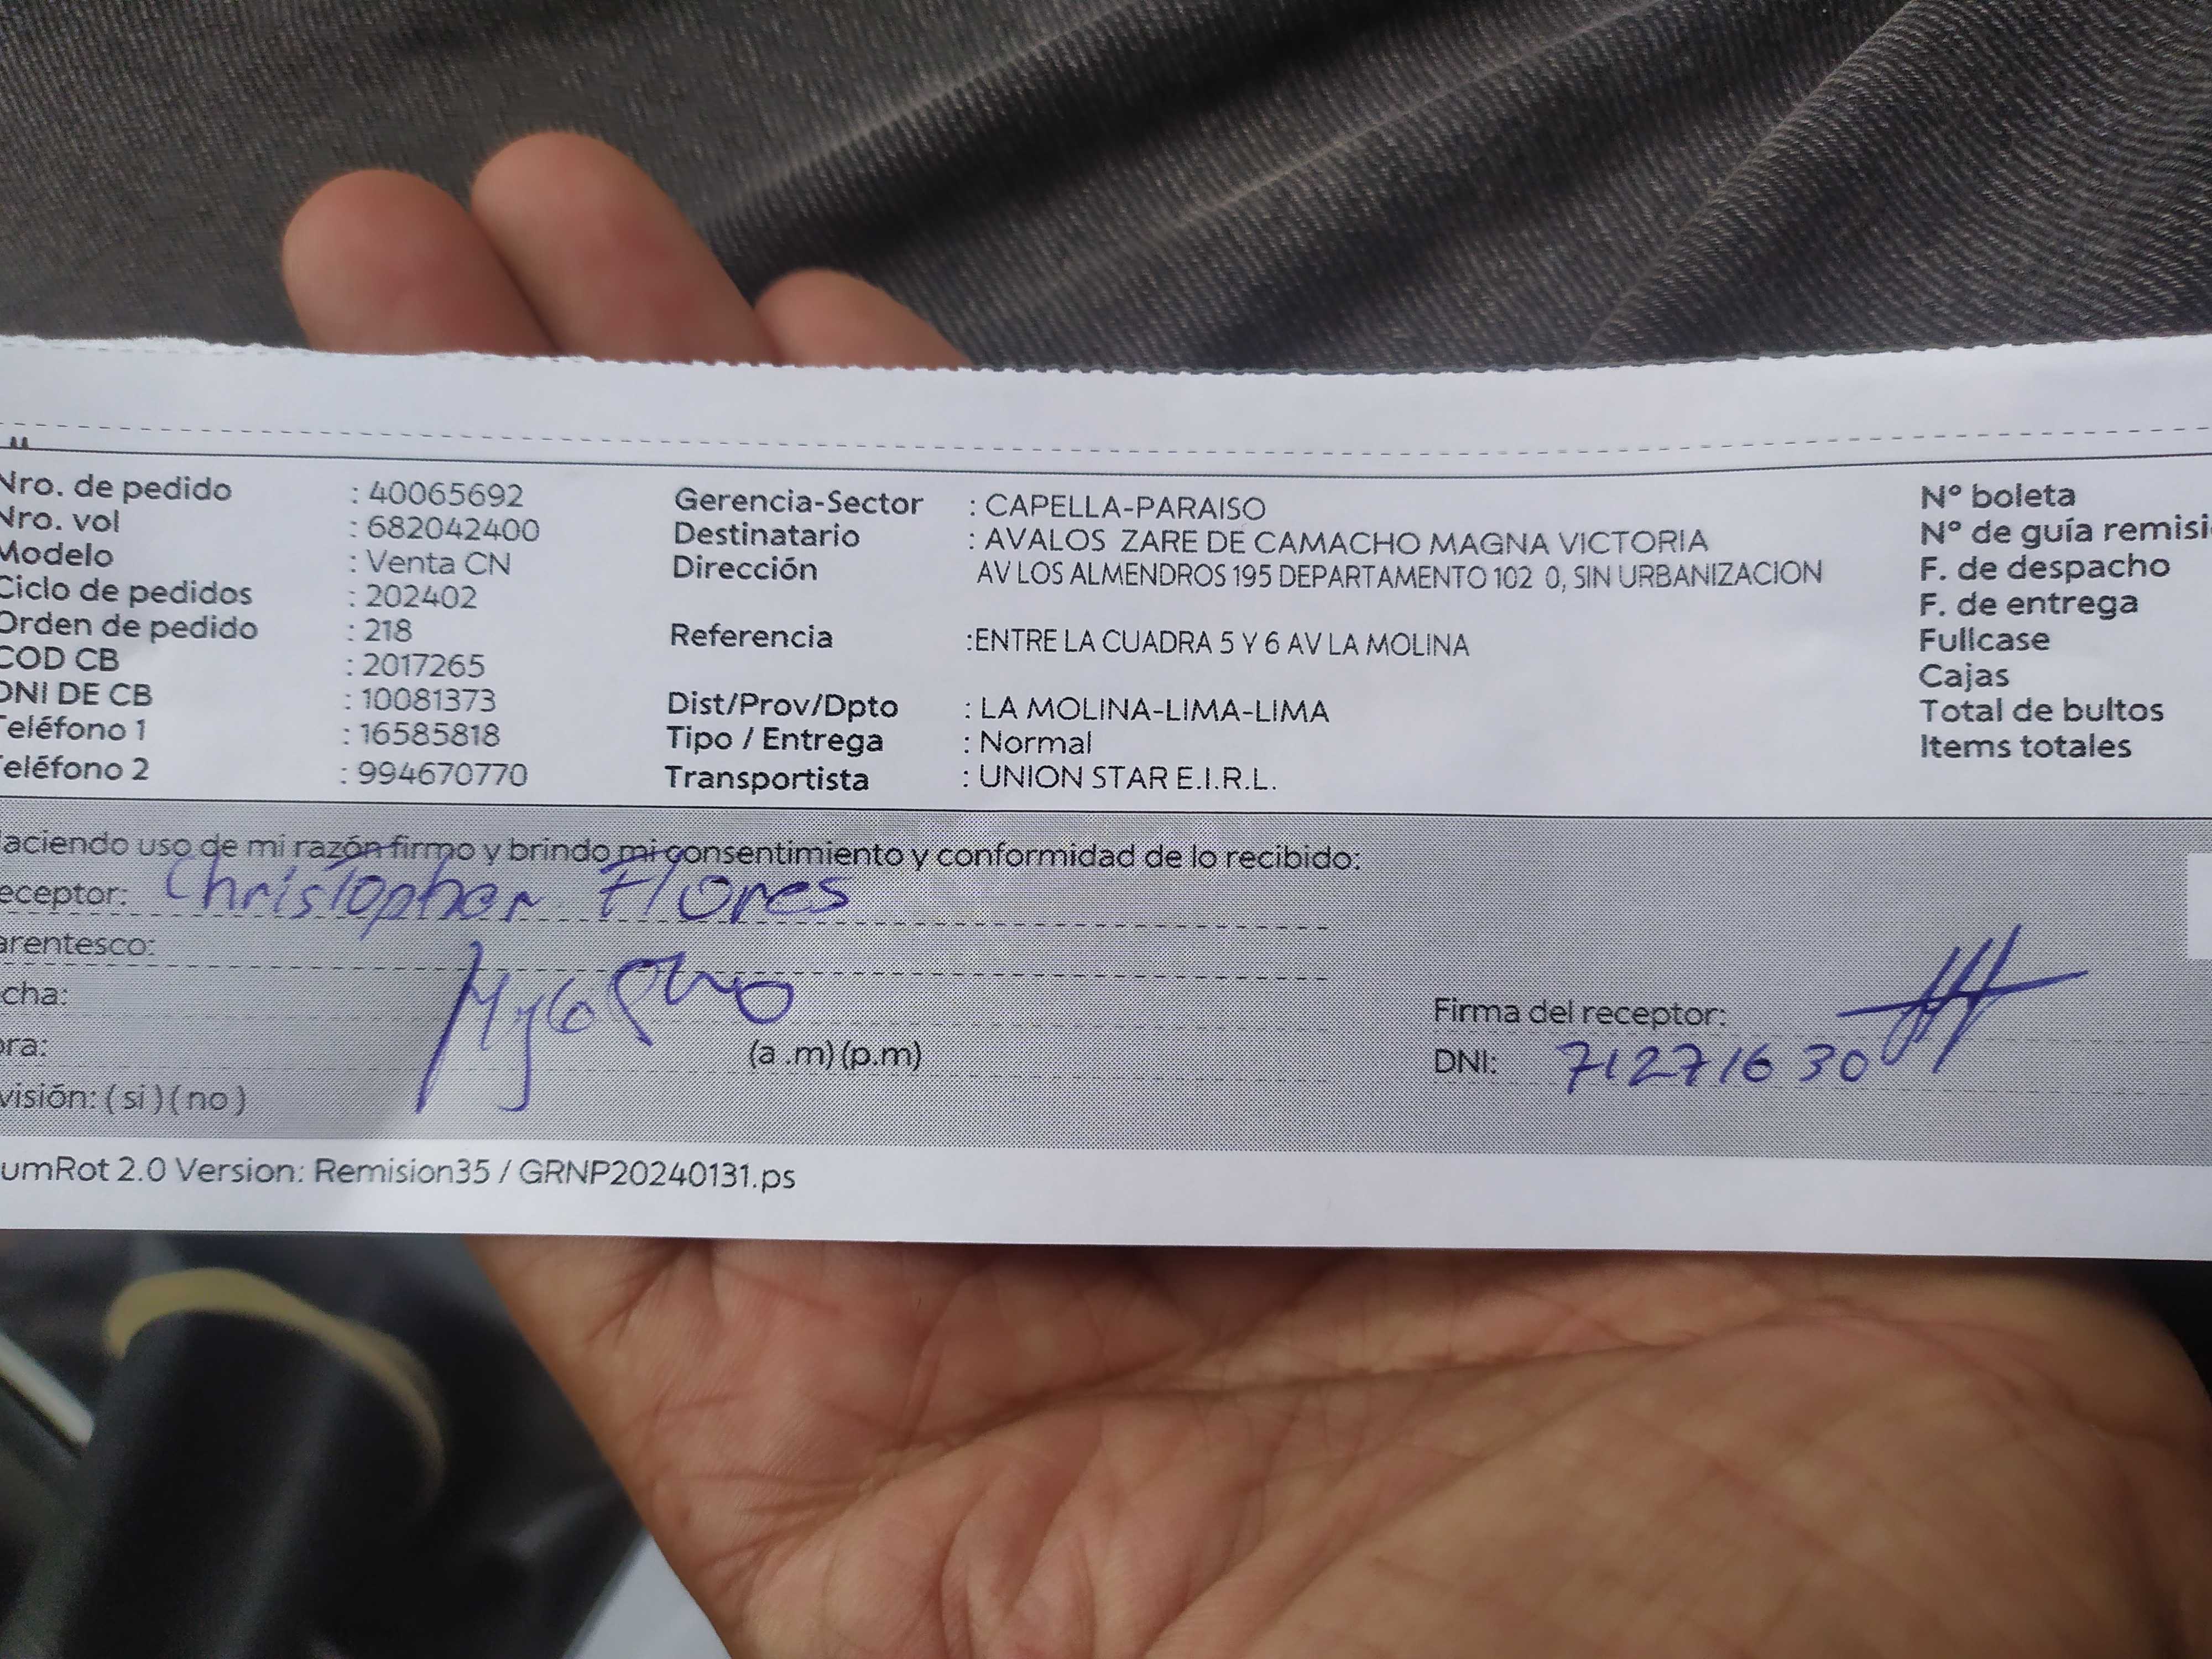 Nro. de pedido : 40065692
Nro. vol : 682042400
Modelo : Venta CN
Ciclo de pedidos : 202402
Orden de pedido : 218
COD CB : 2017265
DNI DE CB : 10081373
Teléfono 1 : 16585818
Teléfono 2 : 994670770
Gerencia-Sector : CAPELLA-PARAISO
Destinatario : AVALOS ZARE DE CAMACHO MAGNA VICTORIA
Dirección AV LOS ALMENDROS 195 DEPARTAMENTO 102 0, SIN URBANIZACION
Referencia :ENTRE LA CUADRA 5 Y 6 AV LA MOLINA
Dist/Prov/Dpto : LA MOLINA-LIMA-LIMA
Tipo / Entrega : Normal
Transportista : UNION STAR E.I.R.L.
N° boleta
N° de guía remisi
F. de despacho
F. de entrega
Fullcase
Cajas
Total de bultos
Items totales
aciendo uso de mi razón firmo y brindo mi consentimiento y conformidad de lo recibido:
eceptor: Christopher Flores
arentesco:
cha:
ora:
(a .m) (p.m)
visión: ( si ) ( no )
Firma del receptor:
DNI: 71271630
umRot 2.0 Version: Remision35 / GRNP20240131.ps